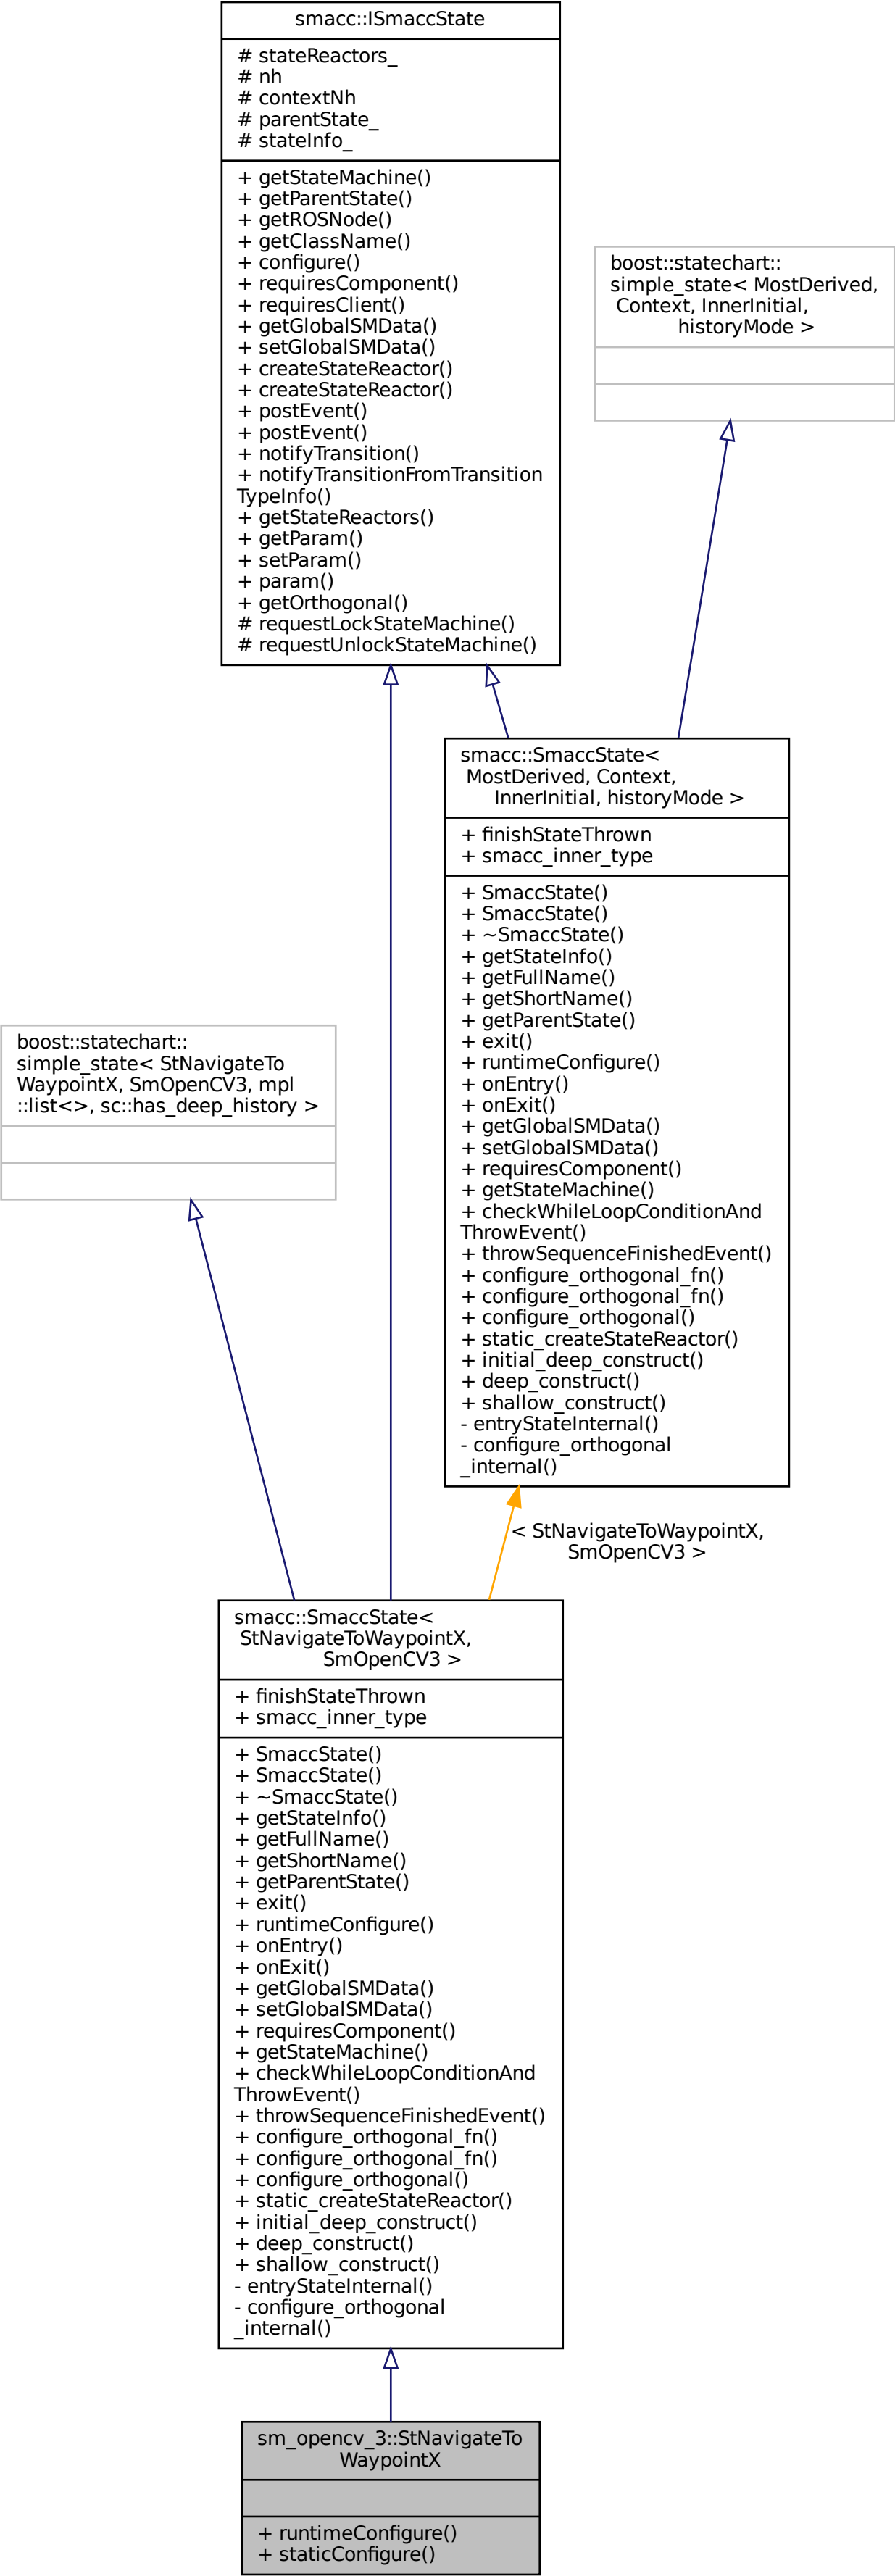 smacc::ISmaccState
# stateReactors_
# nh
# contextNh
# parentState_
# stateInfo_
+ getStateMachine()
+ getParentState()
+ getROSNode()
+ getClassName()
+ configure()
+ requiresComponent()
+ requiresClient()
+ getGlobalSMData()
+ setGlobalSMData()
+ createStateReactor()
+ createStateReactor()
+ postEvent()
+ postEvent()
+ notifyTransition()
+ notifyTransitionFromTransition
TypeInfo()
+ getStateReactors()
+ getParam()
+ setParam()
+ param()
+ getOrthogonal()
# requestLockStateMachine()
# requestUnlockStateMachine()
boost::statechart::
simple_state< MostDerived,
Context, InnerInitial,
historyMode >
smacc::SmaccState<
MostDerived, Context,
InnerInitial, historyMode >
+ finishStateThrown
+ smacc_inner_type
+ SmaccState()
+ SmaccState()
+ ~SmaccState()
+ getStateInfo()
+ getFullName()
+ getShortName()
+ getParentState()
+ exit()
+ runtimeConfigure()
+ onEntry()
+ onExit()
+ getGlobalSMData()
+ setGlobalSMData()
+ requiresComponent()
+ getStateMachine()
+ checkWhileLoopConditionAnd
ThrowEvent()
+ throwSequenceFinishedEvent()
+ configure_orthogonal_fn()
+ configure_orthogonal_fn()
+ configure_orthogonal()
+ static_createStateReactor()
+ initial_deep_construct()
+ deep_construct()
+ shallow_construct()
- entryStateInternal()
- configure_orthogonal
_internal()
boost::statechart::
simple_state< StNavigateTo
WaypointX, SmOpenCV3, mpl
::list<>, sc::has_deep_history >
< StNavigateToWaypointX,
SmOpenCV3 >
smacc::SmaccState<
StNavigateToWaypointX,
SmOpenCV3 >
+ finishStateThrown
+ smacc_inner_type
+ SmaccState()
+ SmaccState()
+ ~SmaccState()
+ getStateInfo()
+ getFullName()
+ getShortName()
+ getParentState()
+ exit()
+ runtimeConfigure()
+ onEntry()
+ onExit()
+ getGlobalSMData()
+ setGlobalSMData()
+ requiresComponent()
+ getStateMachine()
+ checkWhileLoopConditionAnd
ThrowEvent()
+ throwSequenceFinishedEvent()
+ configure_orthogonal_fn()
+ configure_orthogonal_fn()
+ configure_orthogonal()
+ static_createStateReactor()
+ initial_deep_construct()
+ deep_construct()
+ shallow_construct()
- entryStateInternal()
- configure_orthogonal
_internal()
sm_opencv_3::StNavigateTo
WaypointX
+ runtimeConfigure()
+ staticConfigure()